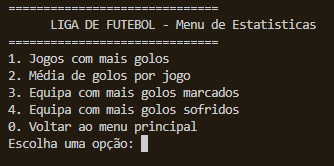 ==============================
LIGA DE FUTEBOL - Menu de Estatisticas
==============================
1. Jogos com mais golos
2. Média de golos por jogo
3. Equipa com mais golos marcados
4. Equipa com mais golos sofridos
0. Voltar ao menu principal
Escolha uma opção: